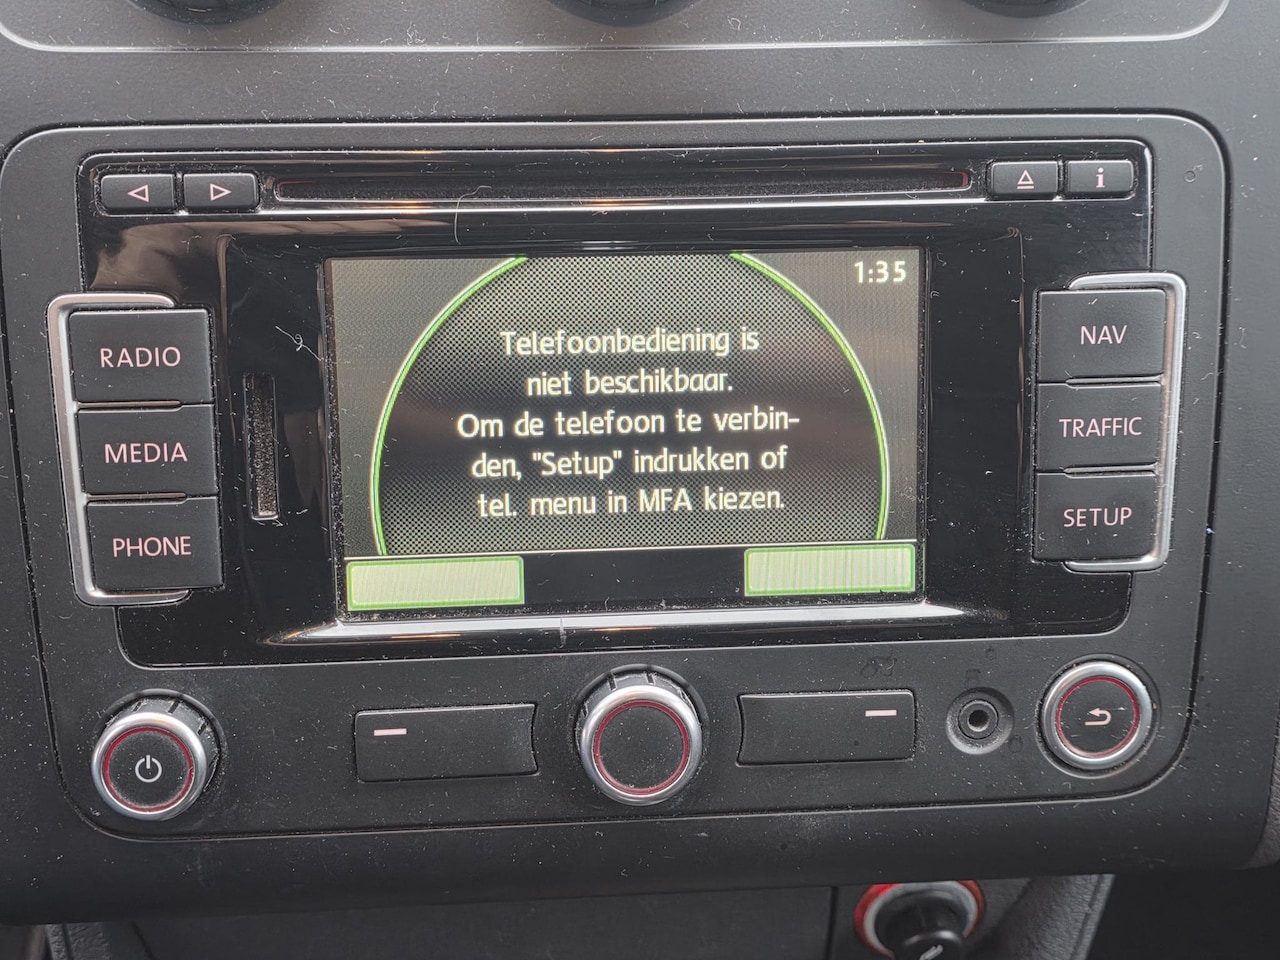 i
1:35
RADIO
MEDIA
PHONE
Telefoonbediening is
niet beschikbaar.
Om de telefoon te verbin-
den, "Setup" indrukken of
tel. menu in MFA kiezen.
NAV
TRAFFIC
SETUP